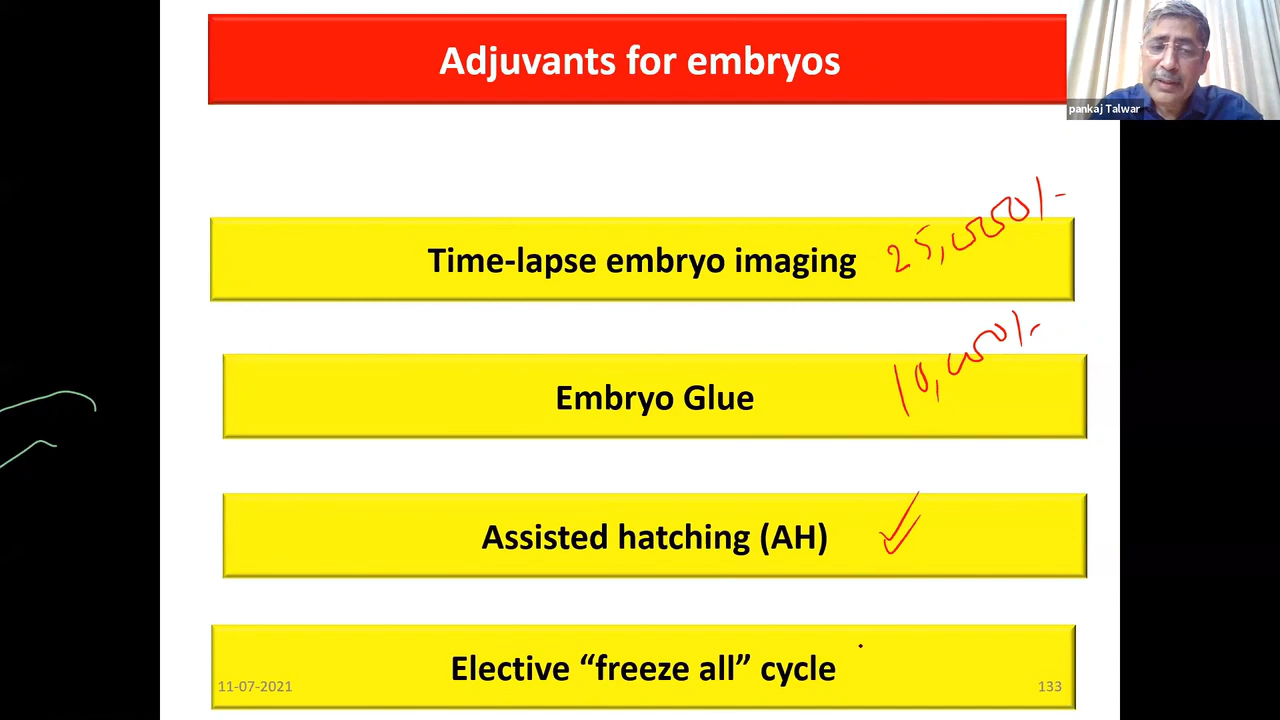 Adjuvants for embryos
pankaj Talwar
Time-lapse embryo imaging 25,000/-
Embryo Glue 10,000/-
Assisted hatching (AH)
Elective “freeze all” cycle
11-07-2021
133